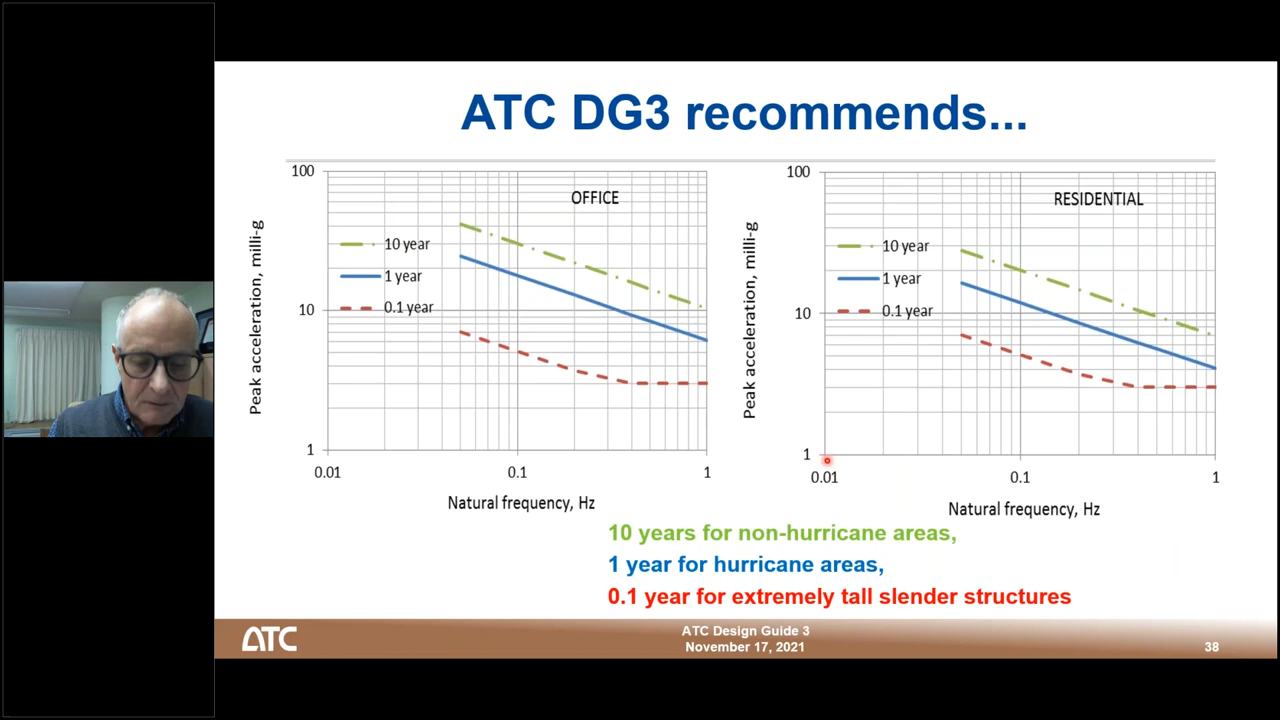 ATC DG3 recommends...
100
10
1
0.01
0.1
1
Peak acceleration, milli-g
Natural frequency, Hz
OFFICE
10 year
1 year
0.1 year
100
10
1
0.01
0.1
1
Peak acceleration, milli-g
Natural frequency, Hz
RESIDENTIAL
10 year
1 year
0.1 year
10 years for non-hurricane areas,
1 year for hurricane areas,
0.1 year for extremely tall slender structures
ATC
ATC Design Guide 3
November 17, 2021
38